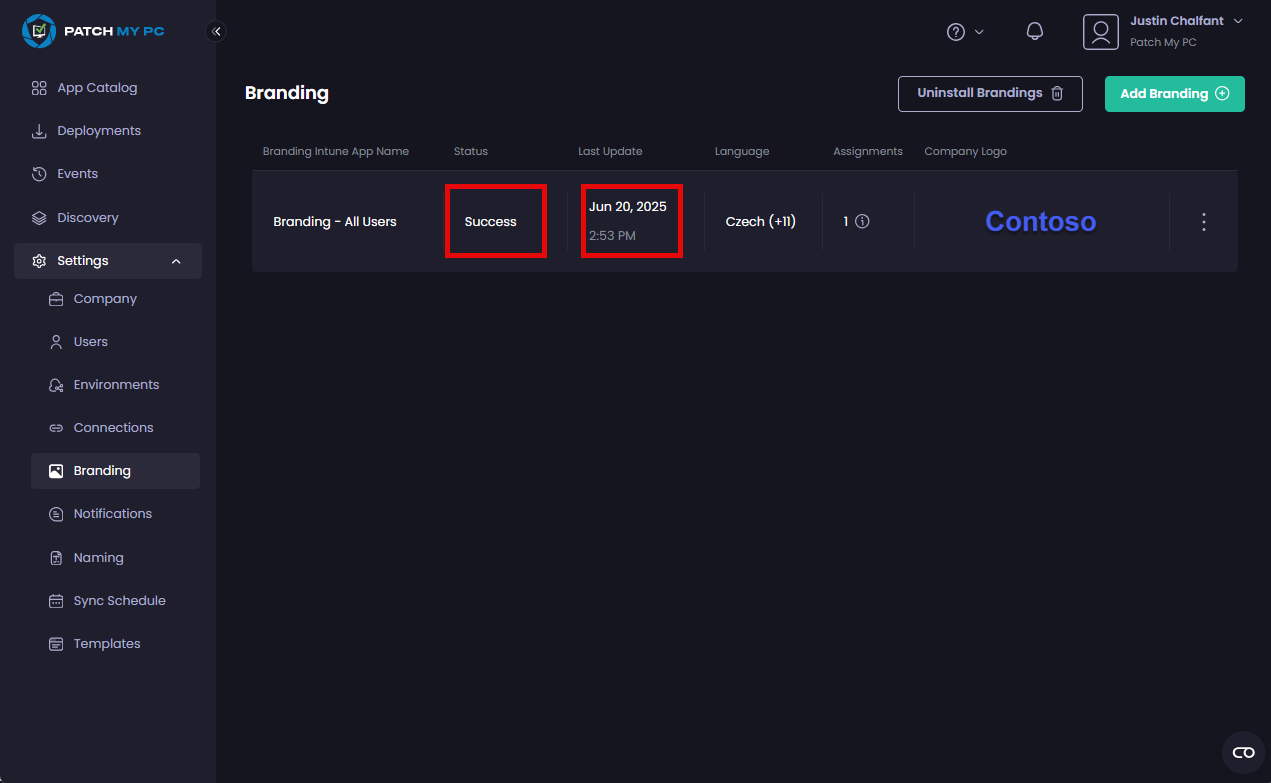 PATCH MY PC
Justin Chalfant
Patch My PC
App Catalog
Deployments
Events
Discovery
Settings
Company
Users
Environments
Connections
Branding
Notifications
Naming
Sync Schedule
Templates
Branding
Uninstall Brandings
Add Branding
Branding Intune App Name Status Last Update Language Assignments Company Logo
Branding - All Users Success Jun 20, 2025 Czech (+11) 1 Contoso
2:53 PM